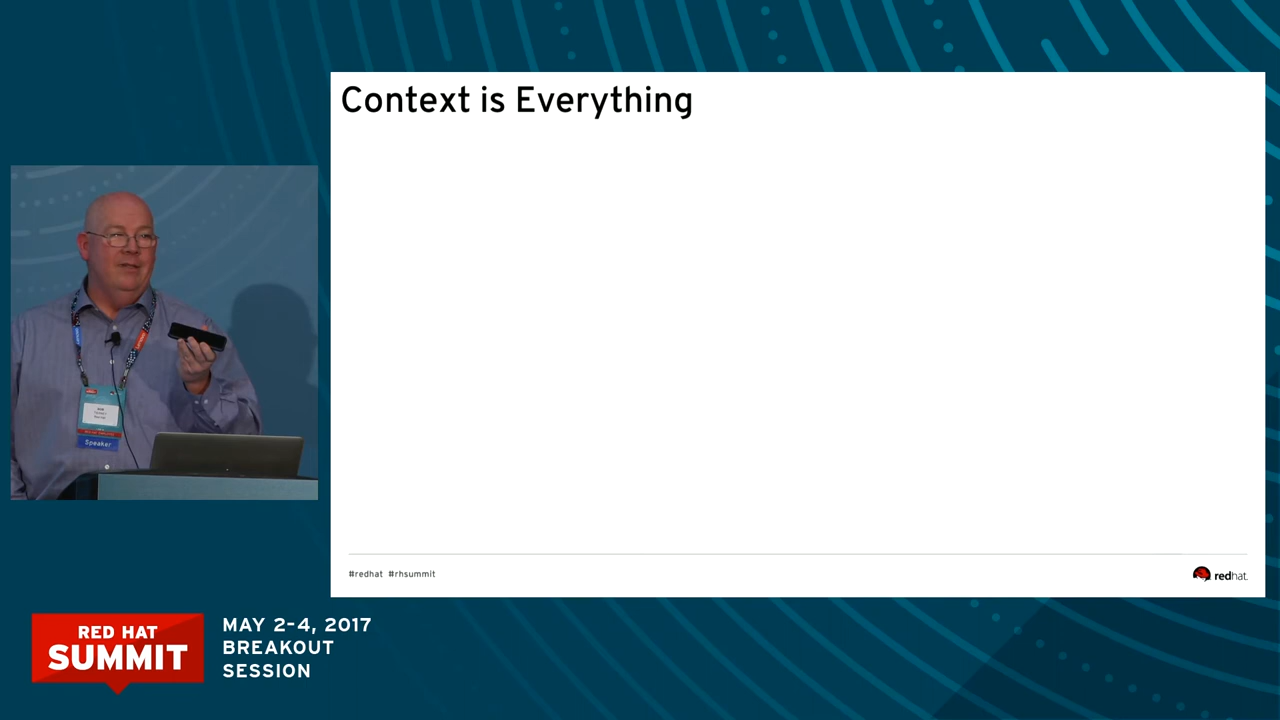 Context is Everything
Speaker
#redhat #rhsummit
redhat.
RED HAT
SUMMIT
MAY 2-4, 2017
BREAKOUT
SESSION